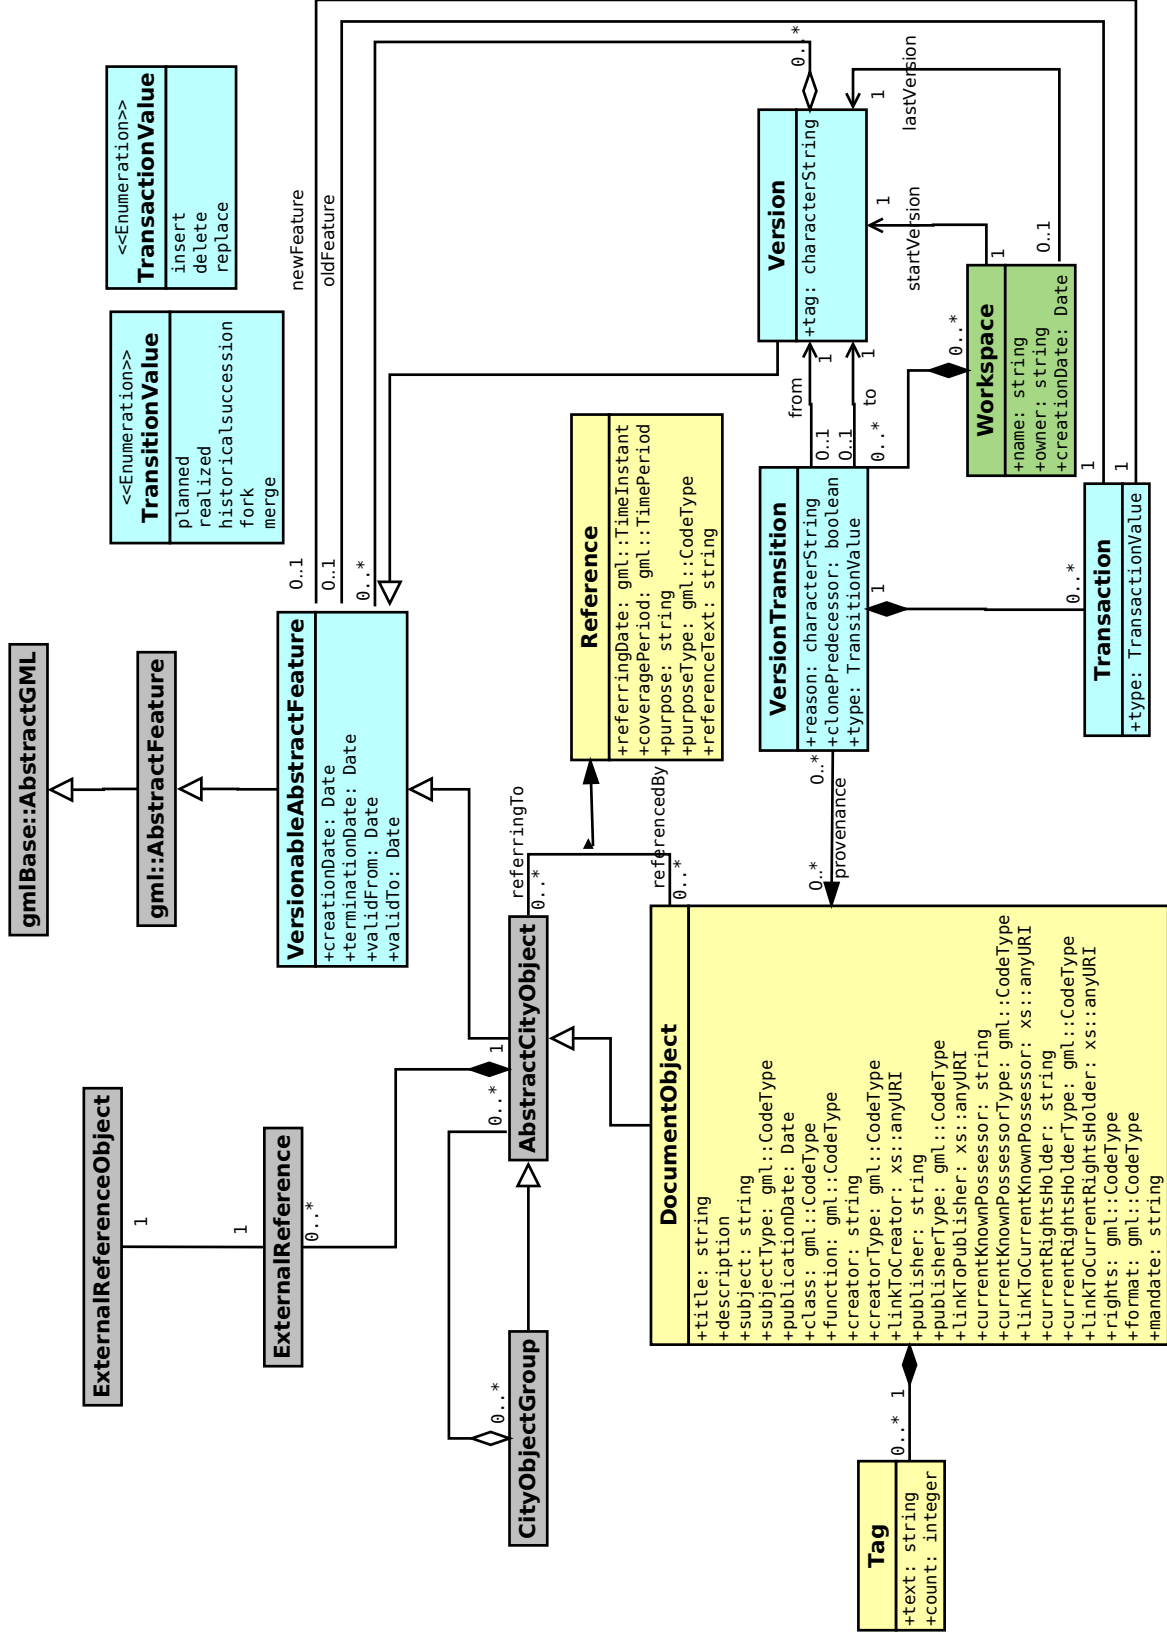 gmlBase::AbstractGML
gml::AbstractFeature
<<Enumeration>>
TransitionValue
planned
realized
historicalsuccession
fork
merge
<<Enumeration>>
TransactionValue
insert
delete
replace
ExternalReferenceObject
1
1
ExternalReference
0..*
VersionableAbstractFeature
+creationDate: Date
+terminationDate: Date
+validFrom: Date
+validTo: Date
0..1
newFeature
0..1
oldFeature
0..*
CityObjectGroup
0..*
AbstractCityObject
0..*
1
0..*
referringTo
Reference
+referringDate: gml::TimeInstant
+coveragePeriod: gml::TimePeriod
+purpose: string
+purposeType: gml::CodeType
+referenceText: string
referencedBy
0..*
DocumentObject
+title: string
+description
+subject: string
+subjectType: gml::CodeType
+publicationDate: Date
+class: gml::CodeType
+function: gml::CodeType
+creator: string
+creatorType: gml::CodeType
+linkToCreator: xs::anyURI
+publisher: string
+publisherType: gml::CodeType
+linkToPublisher: xs::anyURI
+currentKnownPossessor: string
+currentKnownPossessorType: gml::CodeType
+linkToCurrentKnownPossessor: xs::anyURI
+currentRightsHolder: string
+currentRightsHolderType: gml::CodeType
+linkToCurrentRightsHolder: xs::anyURI
+rights: gml::CodeType
+format: gml::CodeType
+mandate: string
Tag
+text: string
+count: integer
0..*
1
0..*
0..*
provenance
VersionTransition
+reason: characterString
+clonePredecessor: boolean
+type: TransitionValue
0..1
from
1
0..1
to
1
0..*
Version
+tag: characterString
0..*
1
startVersion
1
lastVersion
0..*
1
0..1
Workspace
+name: string
+owner: string
+creationDate: Date
1
0..*
Transaction
+type: TransactionValue
1
1